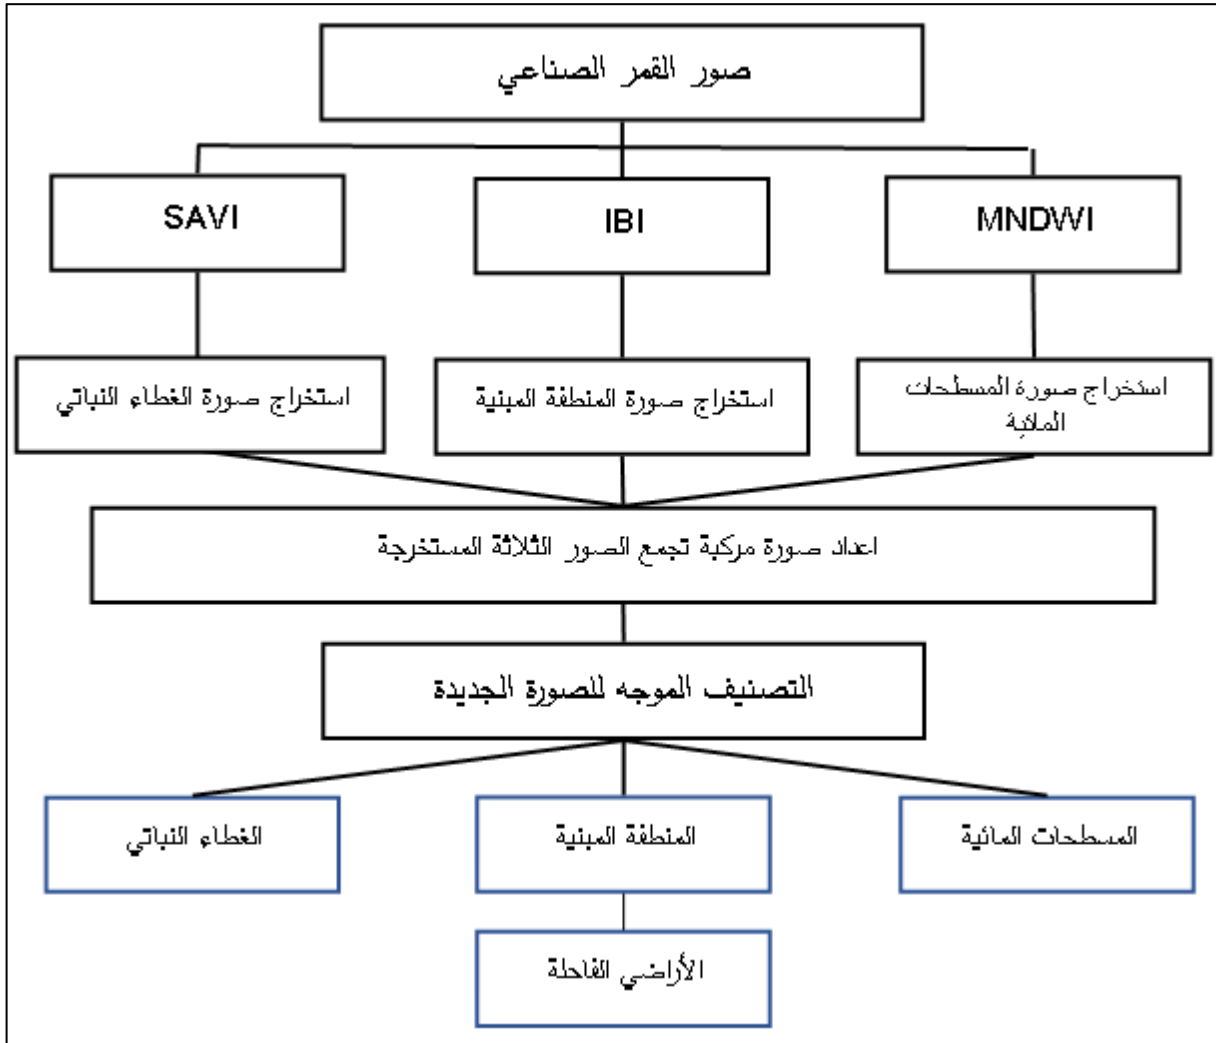 صور القمر الصناعي
MNDWI
IBI
SAVI
استخراج صورة المسطحات
المائية
استخراج صورة المنطقة المبنية
استخراج صورة الغطاء النباتي
اعداد صورة مركبة تجمع الصور الثلاثة المستخرجة
التصنيف الموجه للصورة الجديدة
المسطحات المائية
المنطقة المبنية
الغطاء النباتي
الأراضي القاحلة